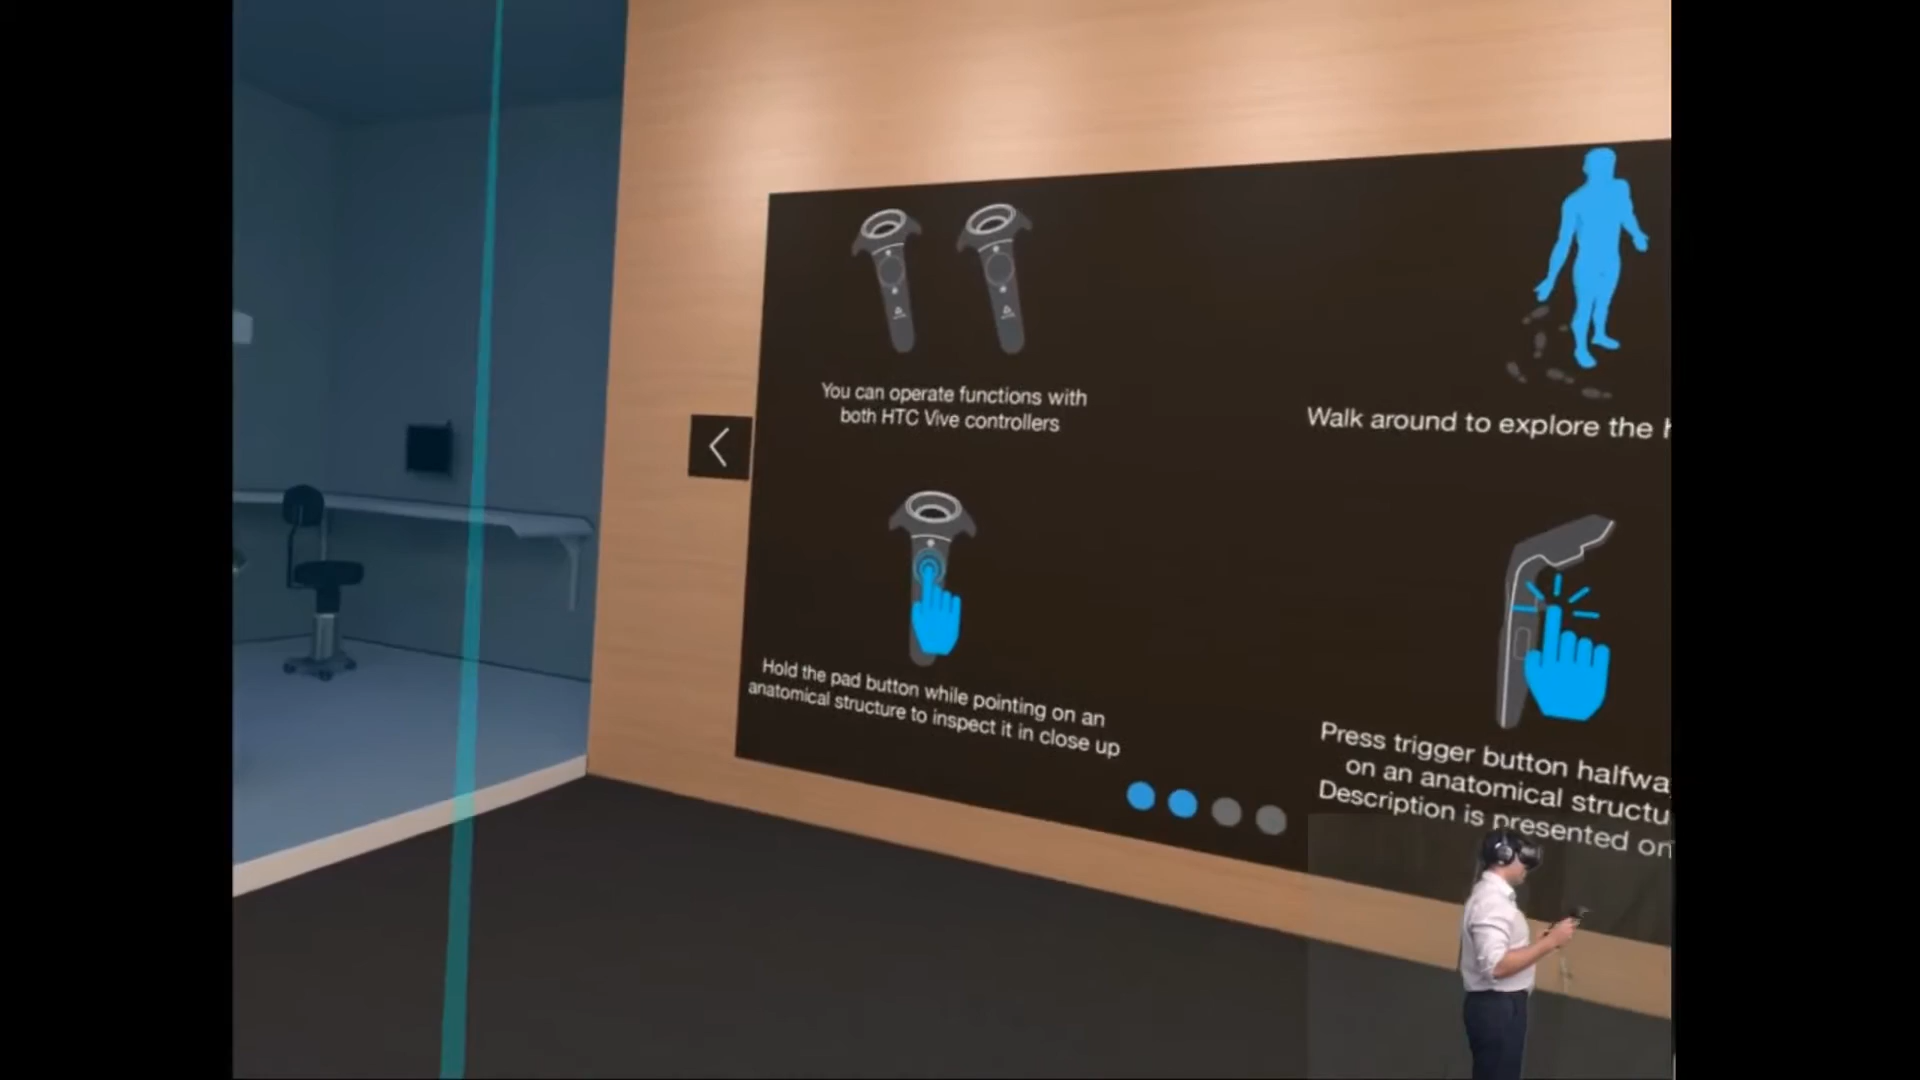 You can operate functions with
both HTC Vive controllers
Walk around to explore the
Hold the pad button while pointing on an
anatomical structure to inspect it in close up
Press trigger button
on an anatomical
Description is presented on